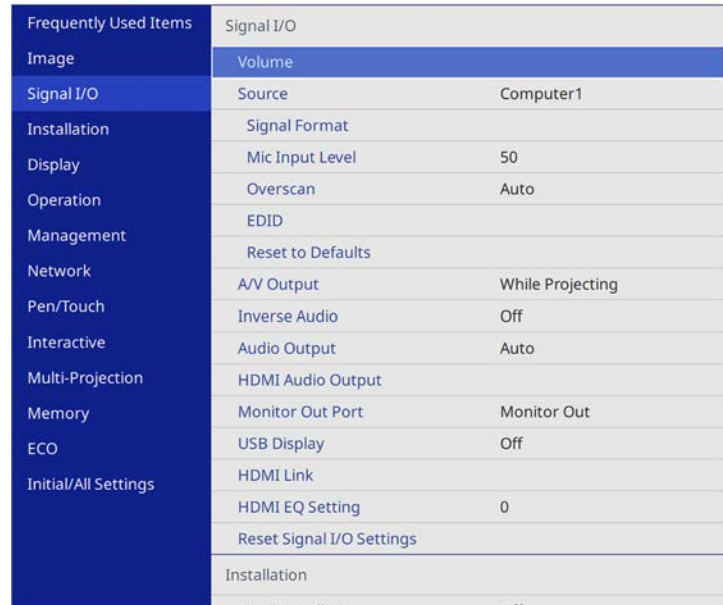 Frequently Used Items
Image
Signal I/O
Installation
Display
Operation
Management
Network
Pen/Touch
Interactive
Multi-Projection
Memory
ECO
Initial/All Settings
Signal I/O
Volume
Source Computer1
Signal Format
Mic Input Level 50
Overscan Auto
EDID
Reset to Defaults
A/V Output While Projecting
Inverse Audio Off
Audio Output Auto
HDMI Audio Output
Monitor Out Port Monitor Out
USB Display Off
HDMI Link
HDMI EQ Setting 0
Reset Signal I/O Settings
Installation